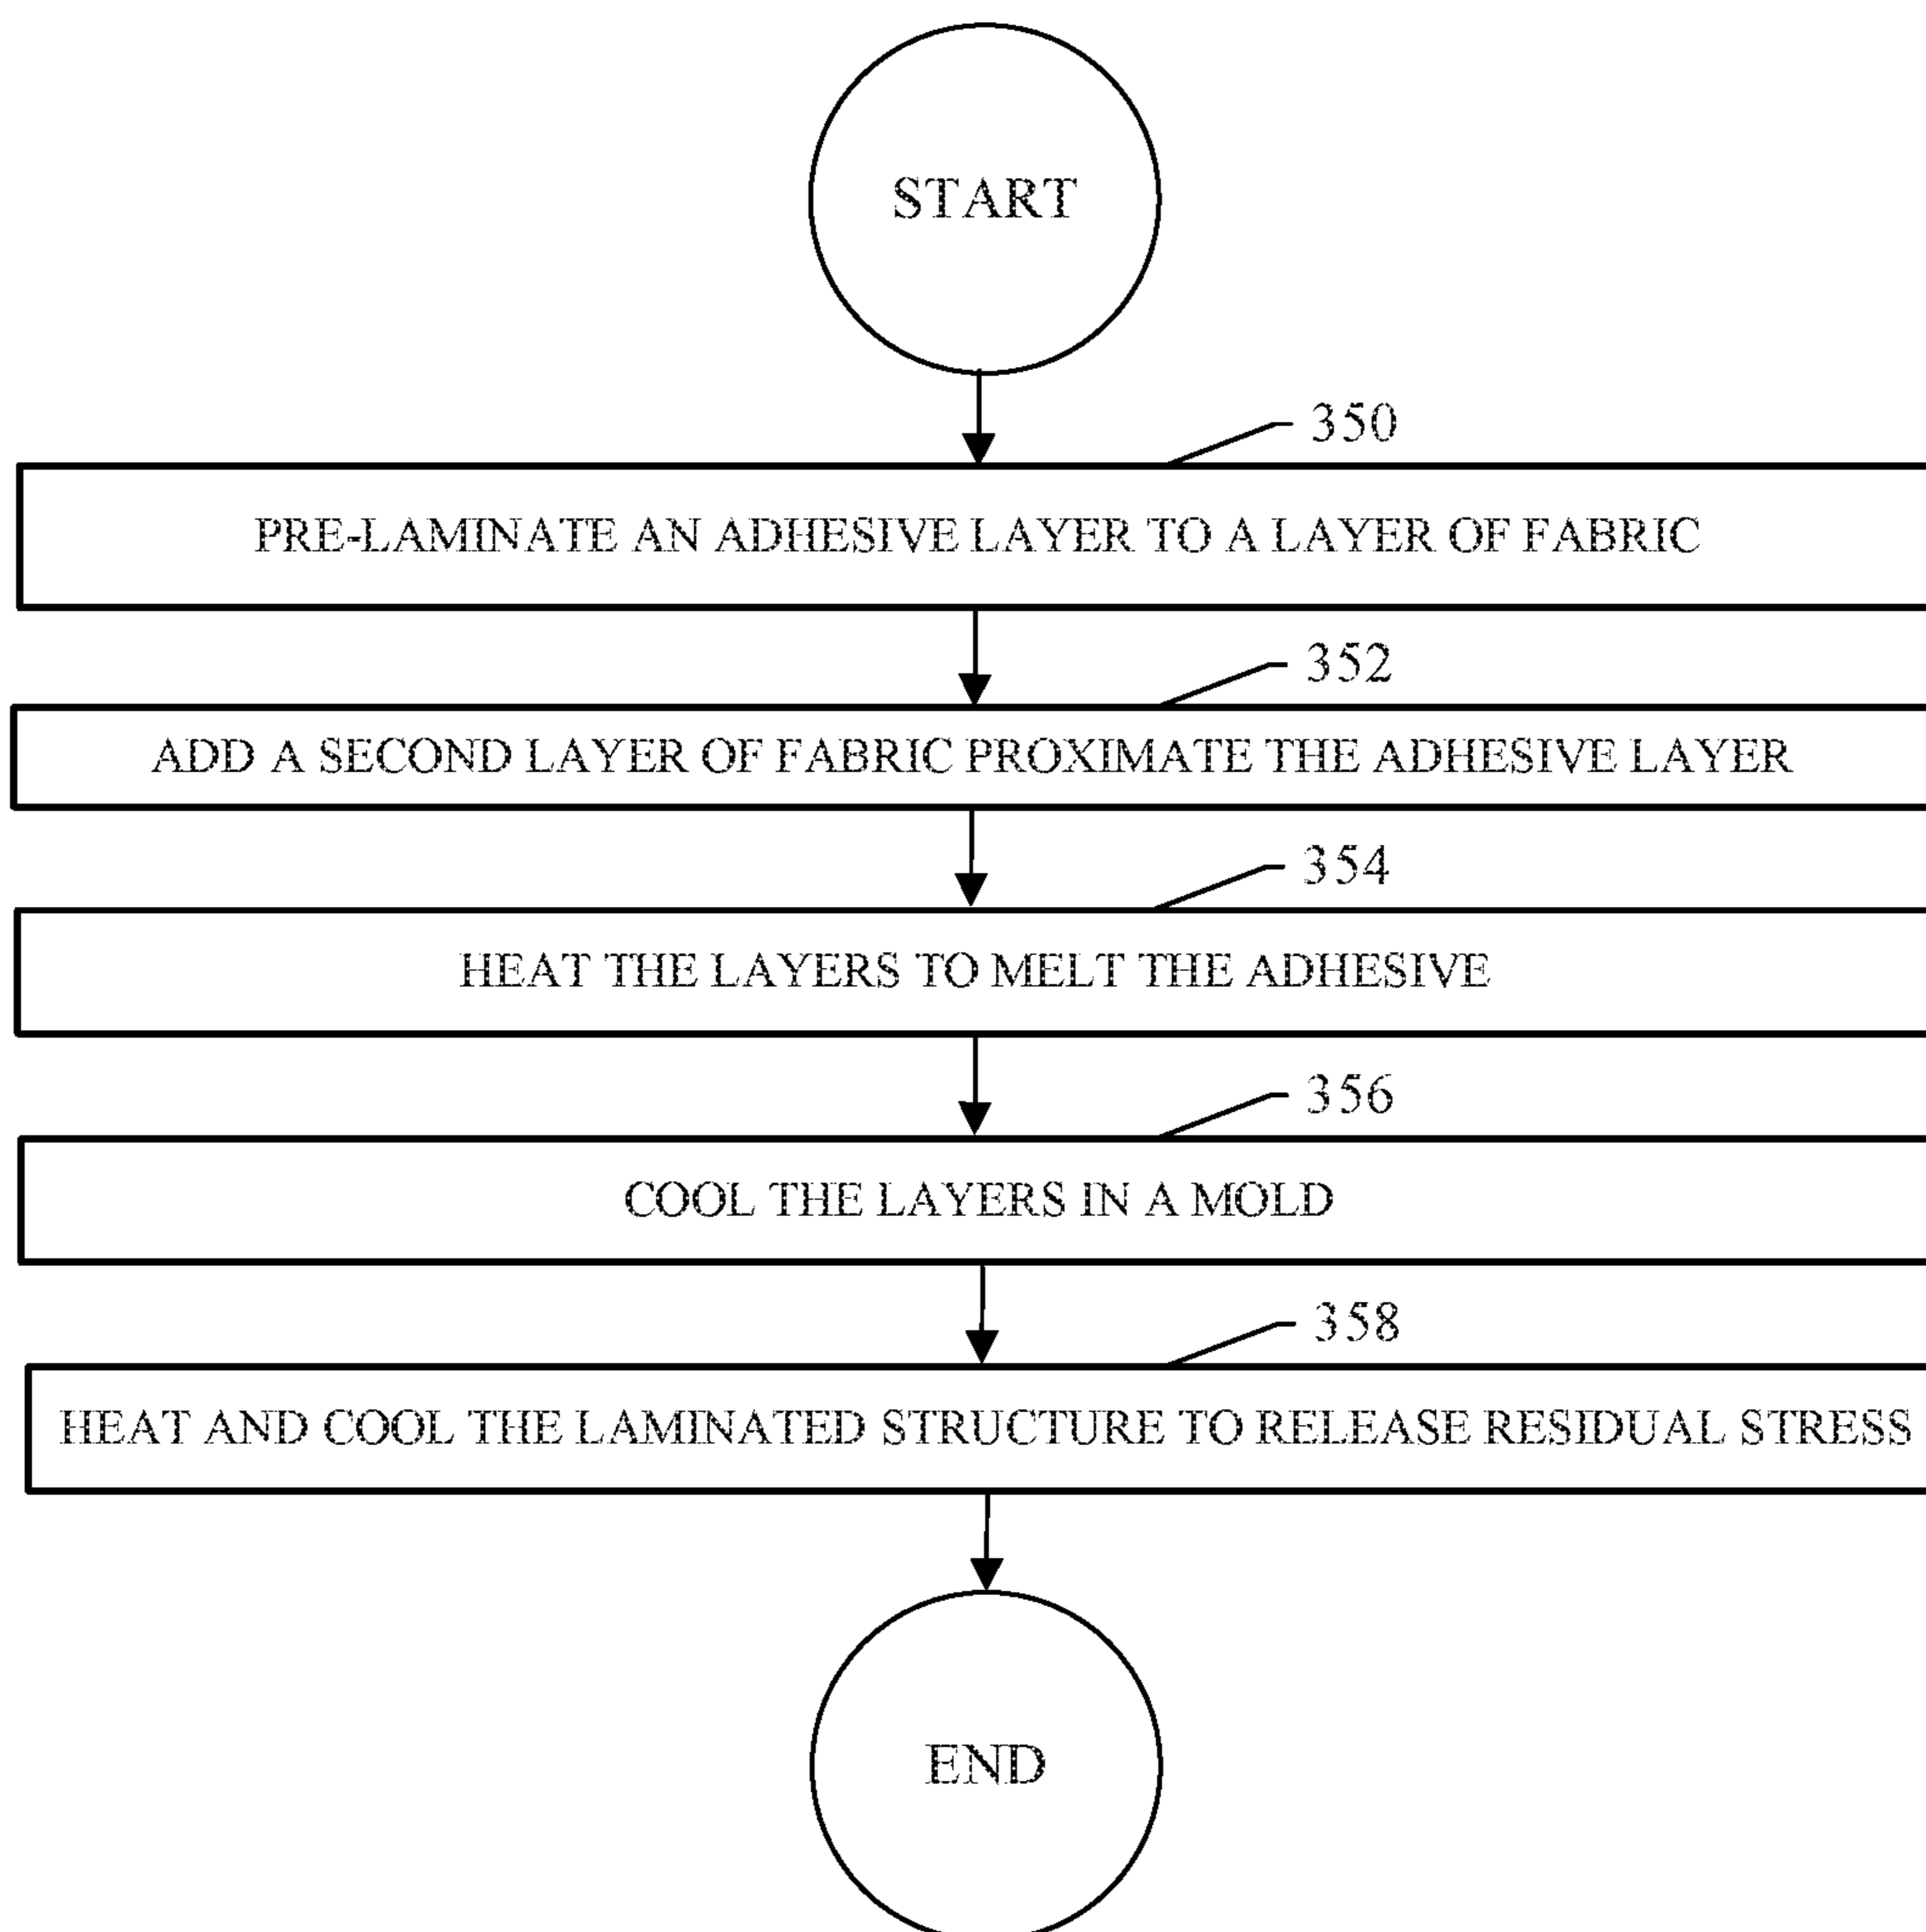 START
350
PRE-LAMINATE AN ADHESIVE LAYER TO A LAYER OF FABRIC
352
ADD A SECOND LAYER OF FABRIC PROXIMATE THE ADHESIVE LAYER
354
HEAT THE LAYERS TO MELT THE ADHESIVE
356
COOL THE LAYERS IN A MOLD
358
HEAT AND COOL THE LAMINATED STRUCTURE TO RELEASE RESIDUAL STRESS
END